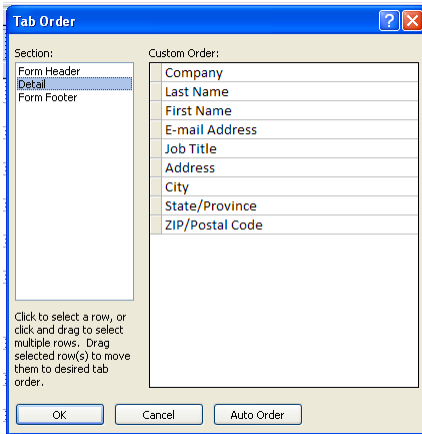 Tab Order
Section:
Form Header
Detail
Form Footer
Custom Order:
Company
Last Name
First Name
E-mail Address
Job Title
Address
City
State/Province
ZIP/Postal Code
Click to select a row, or
click and drag to select
multiple rows. Drag
selected row(s) to move
them to desired tab
order.
OK
Cancel
Auto Order